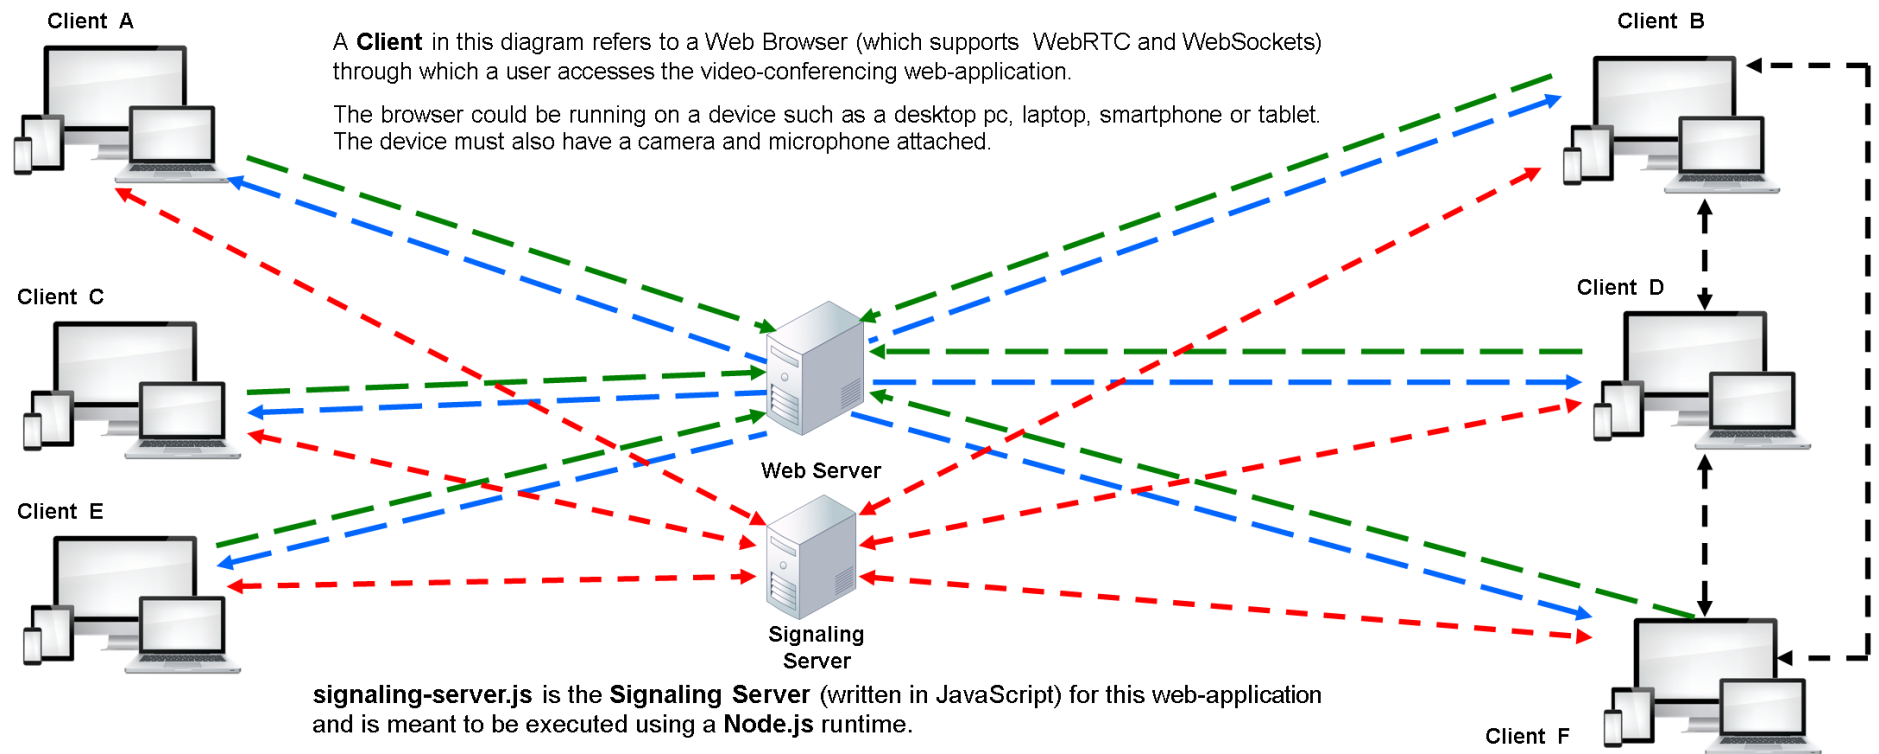 Client A
Client B
A Client in this diagram refers to a Web Browser (which supports WebRTC and WebSockets)
through which a user accesses the video-conferencing web-application.
The browser could be running on a device such as a desktop pc, laptop, smartphone or tablet.
The device must also have a camera and microphone attached.
Client C
Client D
Web Server
Client E
Signaling
Server
signaling-server.js is the Signaling Server (written in JavaScript) for this web-application
and is meant to be executed using a Node.js runtime.
Client F